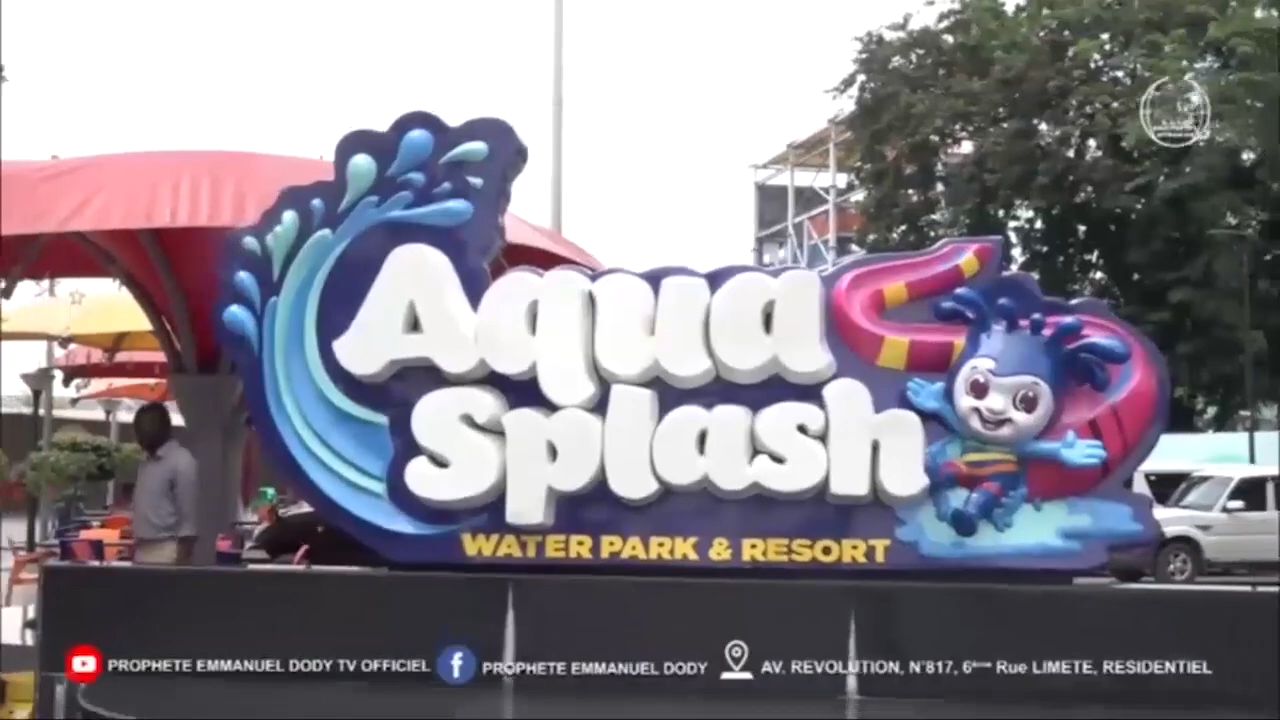 Aqua
Splash
WATER PARK & RESORT
PROPHETE EMMANUEL DODY TV OFFICIEL PROPHETE EMMANUEL DODY AV. REVOLUTION, N°817, 6ème Rue LIMETE, RESIDENTIEL